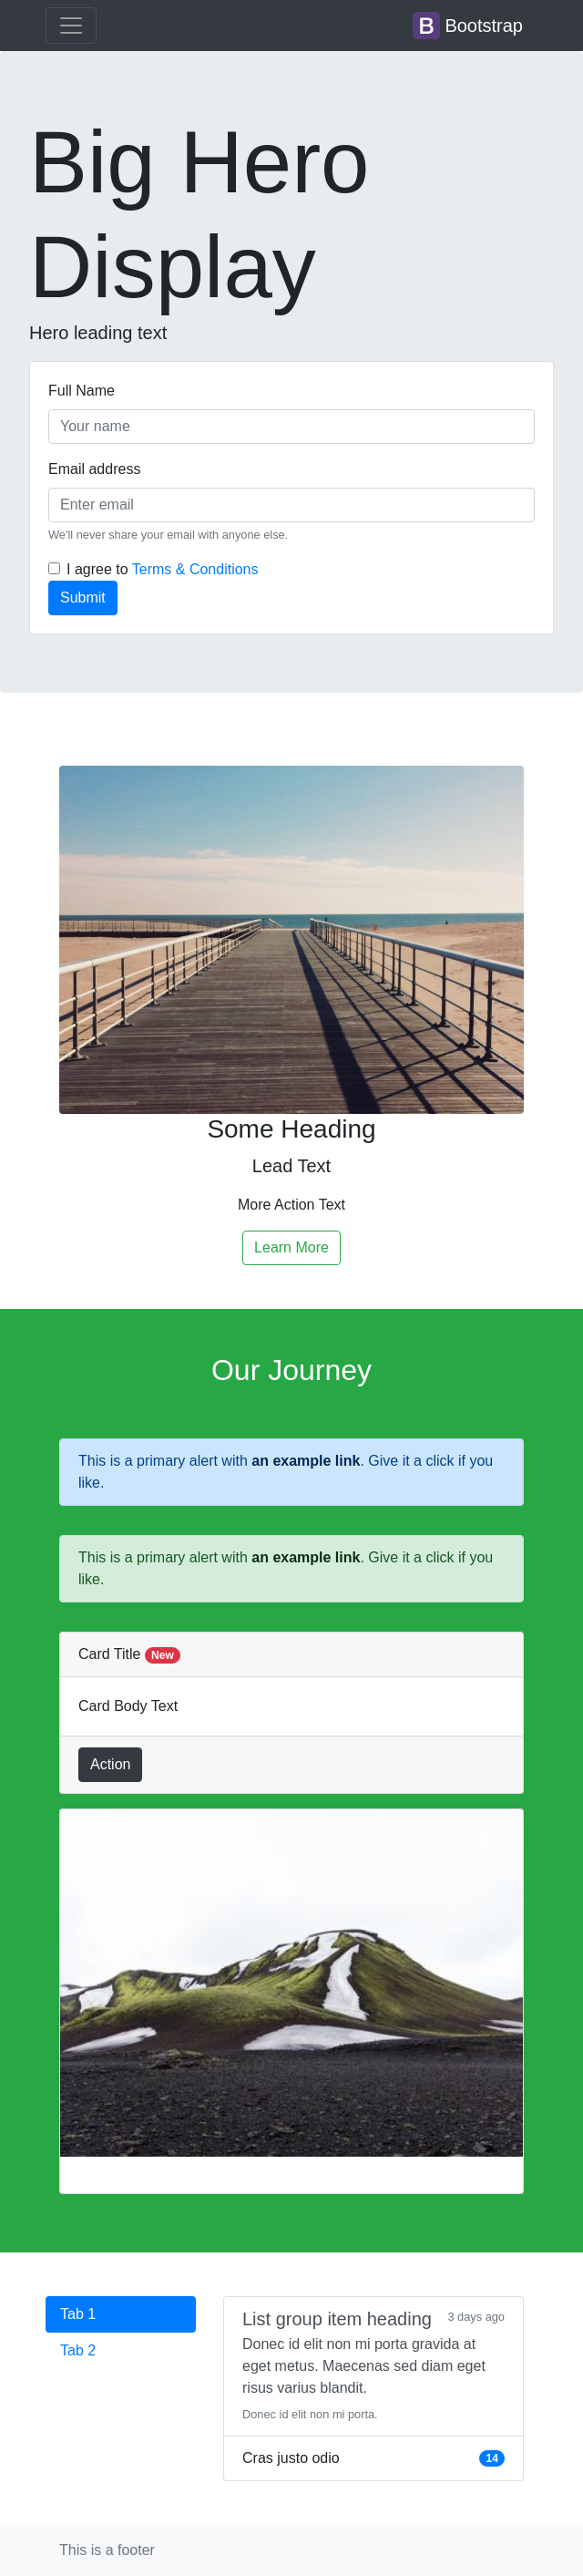 B Bootstrap
Big Hero
Display
Hero leading text
Full Name
Your name
Email address
Enter email
We'll never share your email with anyone else.
I agree to Terms & Conditions
Submit
Some Heading
Lead Text
More Action Text
Learn More
Our Journey
This is a primary alert with an example link. Give it a click if you
like.
This is a primary alert with an example link. Give it a click if you
like.
Card Title New
Card Body Text
Action
Tab 1
Tab 2
List group item heading 3 days ago
Donec id elit non mi porta gravida at
eget metus. Maecenas sed diam eget
risus varius blandit.
Donec id elit non mi porta.
Cras justo odio 14
This is a footer